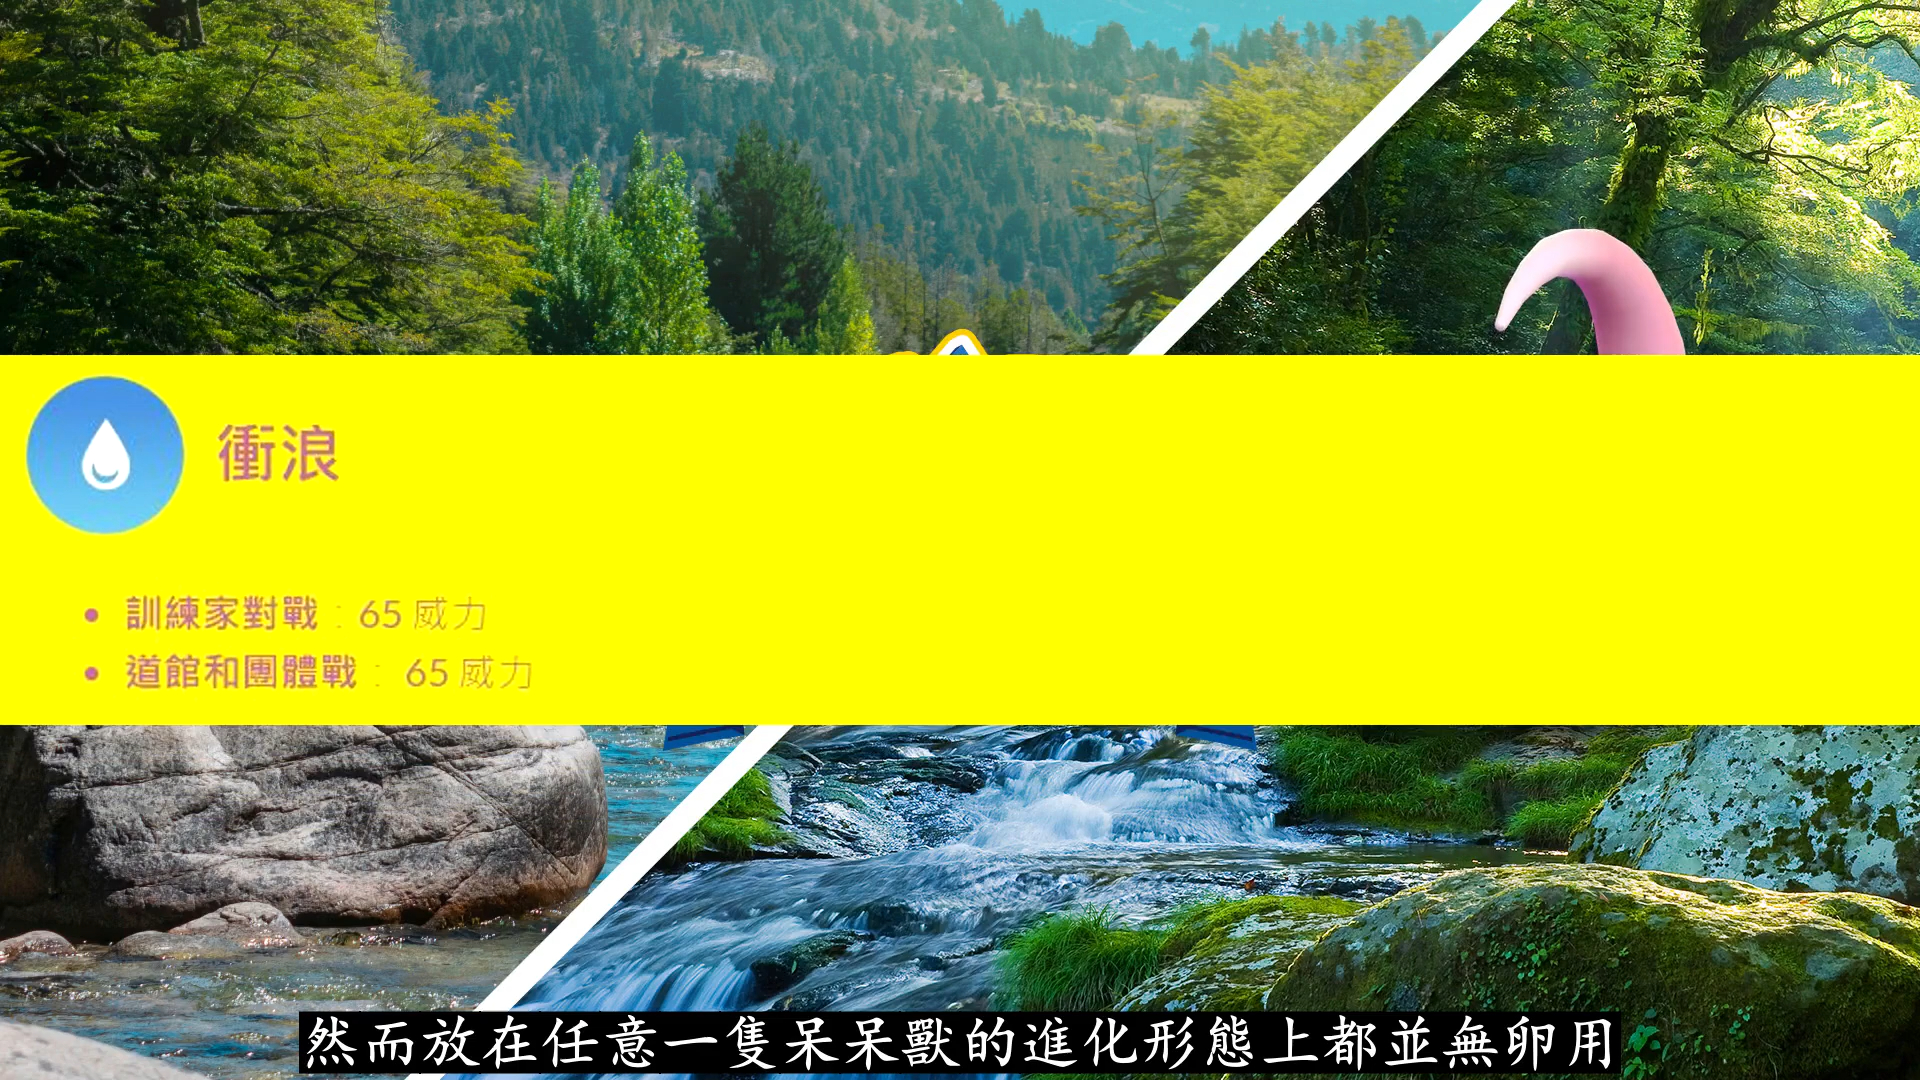 衝浪
• 訓練家對戰：65 威力
• 道館和團體戰： 65 威力
然而放在任意一隻呆呆獸的進化形態上都並無卵用